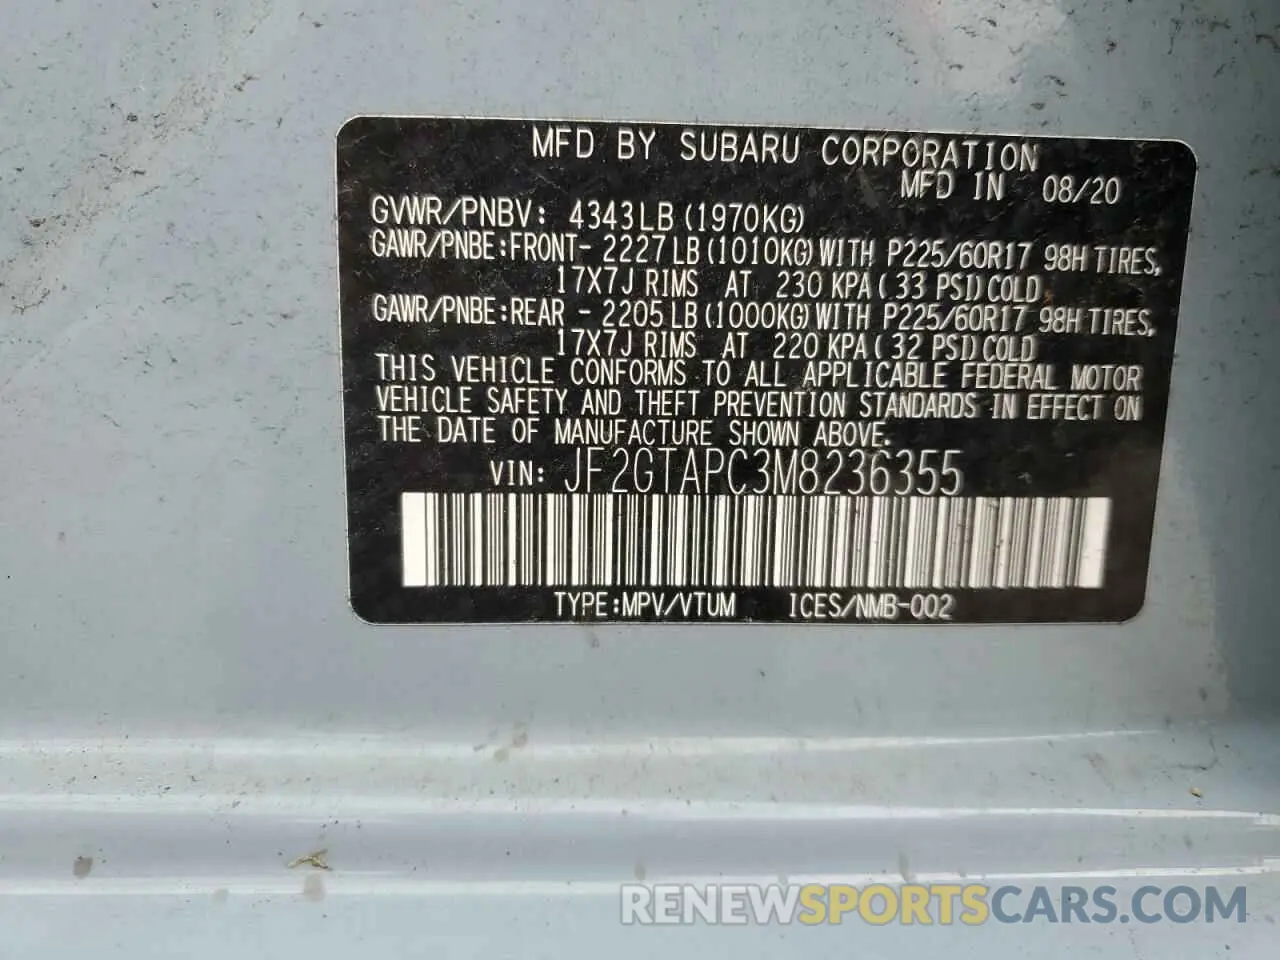 MFD BY SUBARU CORPORATION
MFD IN 08/20
GVWR/PNBV: 4343LB (1970KG)
GAWR/PNBE:FRONT- 2227LB (1010KG) WITH P225/60R17 98H TIRES,
17X7J RIMS AT 230 KPA ( 33 PSI) COLD
GAWR/PNBE:REAR - 2205LB (1000KG) WITH P225/60R17 98H TIRES,
17X7J RIMS AT 220 KPA ( 32 PSI) COLD
THIS VEHICLE CONFORMS TO ALL APPLICABLE FEDERAL MOTOR
VEHICLE SAFETY AND THEFT PREVENTION STANDARDS IN EFFECT ON
THE DATE OF MANUFACTURE SHOWN ABOVE.
VIN: JF2GTAPC3M8236355
TYPE:MPV/VTUM ICES/NMB-002
RENEWSPORTSCARS.COM